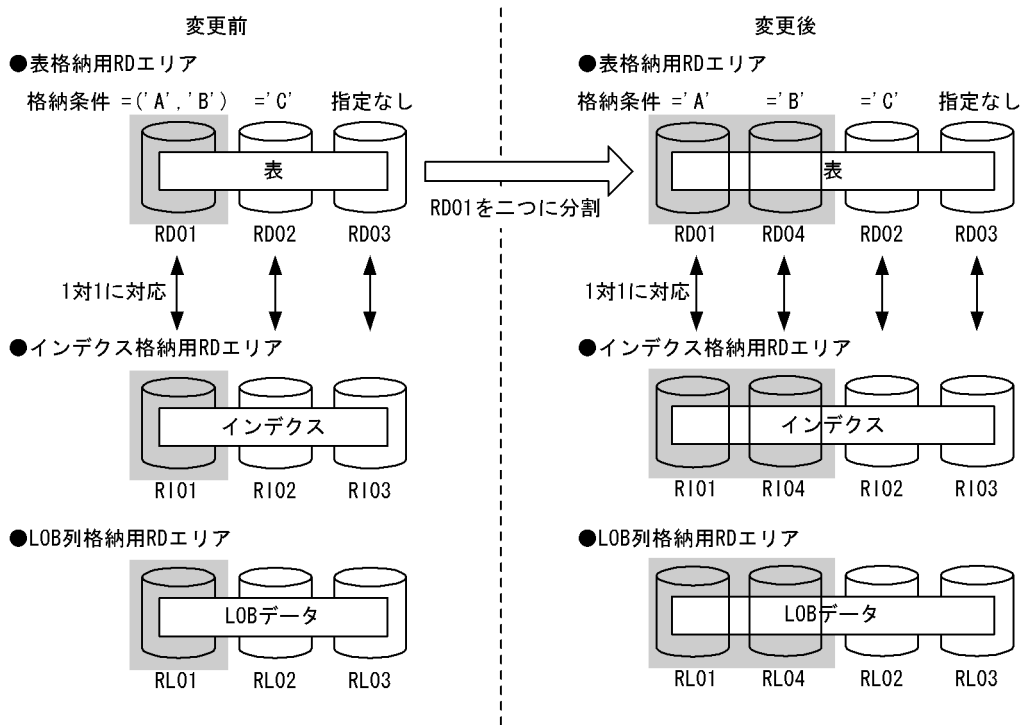 変更前
●表格納用RDエリア
格納条件 =('A','B') ='C' 指定なし
表
RD01 RD02 RD03
1対1に対応
●インデクス格納用RDエリア
インデクス
RI01 RI02 RI03
●LOB列格納用RDエリア
LOBデータ
RL01 RL02 RL03
RD01を二つに分割
変更後
●表格納用RDエリア
格納条件 ='A' ='B' ='C' 指定なし
表
RD01 RD04 RD02 RD03
1対1に対応
●インデクス格納用RDエリア
インデクス
RI01 RI04 RI02 RI03
●LOB列格納用RDエリア
LOBデータ
RL01 RL04 RL02 RL03